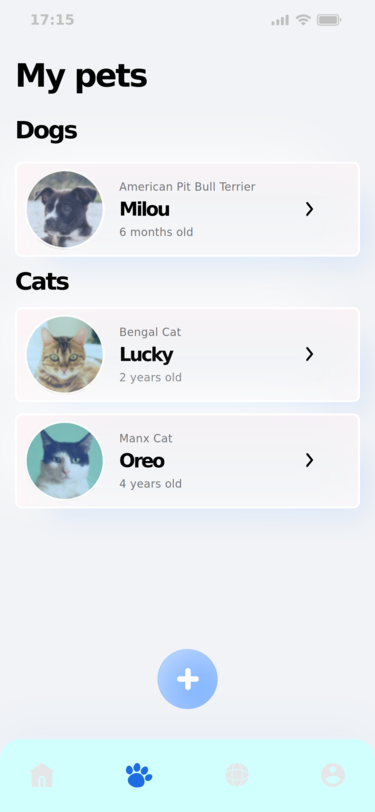 17:15
My pets
Dogs
American Pit Bull Terrier
Milou
6 months old
Cats
Bengal Cat
Lucky
2 years old
Manx Cat
Oreo
4 years old